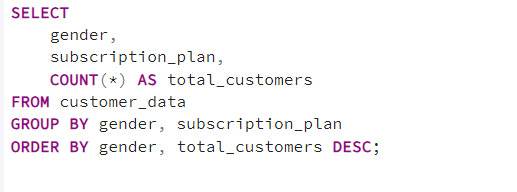 SELECT
    gender,
    subscription_plan,
    COUNT(*) AS total_customers
FROM customer_data
GROUP BY gender, subscription_plan
ORDER BY gender, total_customers DESC;